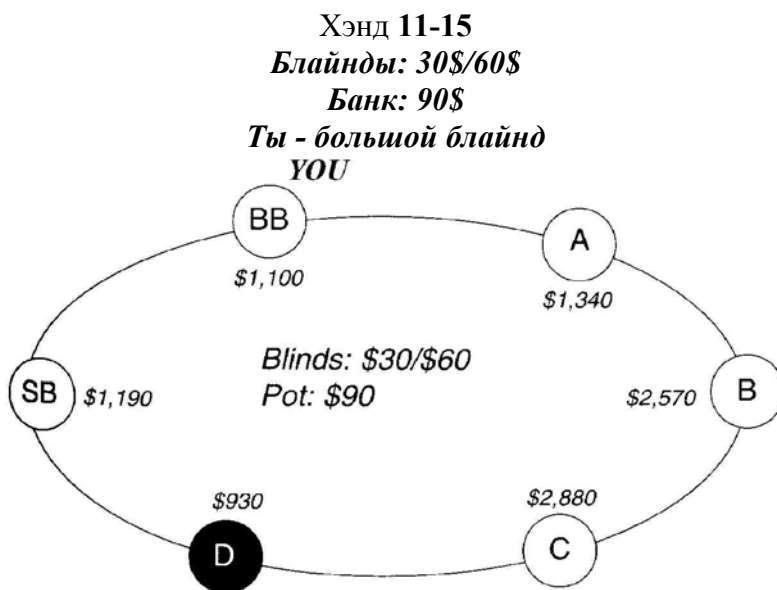 Хэнд 11-15
Блайнды: 30$/60$
Банк: 90$
Ты - большой блайнд
YOU
BB
$1,100
A
$1,340
Blinds: $30/$60
Pot: $90
SB
$1,190
$2,570
B
$930
D
$2,880
C